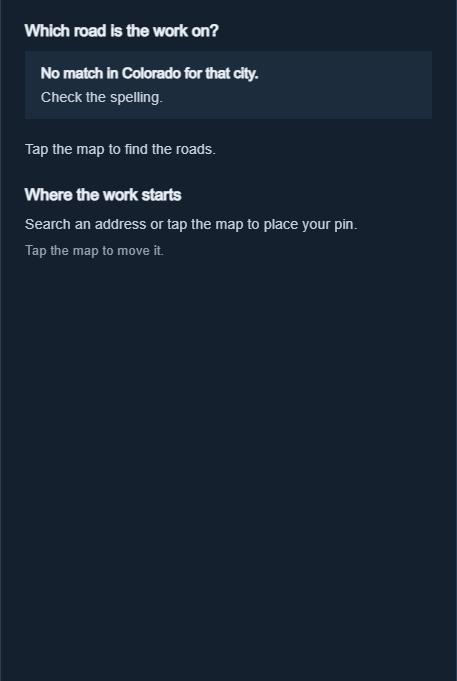 Which road is the work on?
No match in Colorado for that city.
Check the spelling.
Tap the map to find the roads.
Where the work starts
Search an address or tap the map to place your pin.
Tap the map to move it.